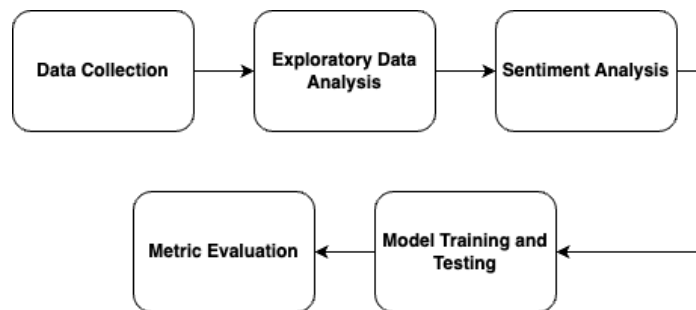 Data Collection
Exploratory Data
Analysis
Sentiment Analysis
Model Training and
Testing
Metric Evaluation